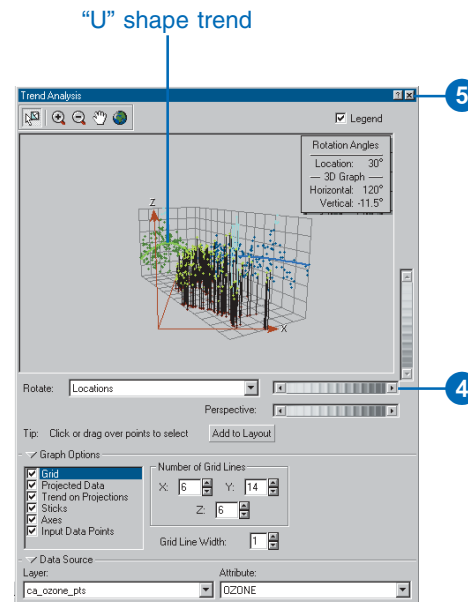 “U” shape trend
Trend Analysis
5
Legend
Rotation Angles
Location: 30°
3D Graph
Horizontal: 120°
Vertical: -11.5°
Z
X
Rotate: Locations
4
Perspective:
Tip: Click or drag over points to select Add to Layout
Graph Options
Grid
Projected Data
Trend on Projections
Sticks
Axes
Input Data Points
Number of Grid Lines
X: 6 Y: 14
Z: 6
Grid Line Width: 1
Data Source
Layer: Attribute:
ca_ozone_pts OZONE